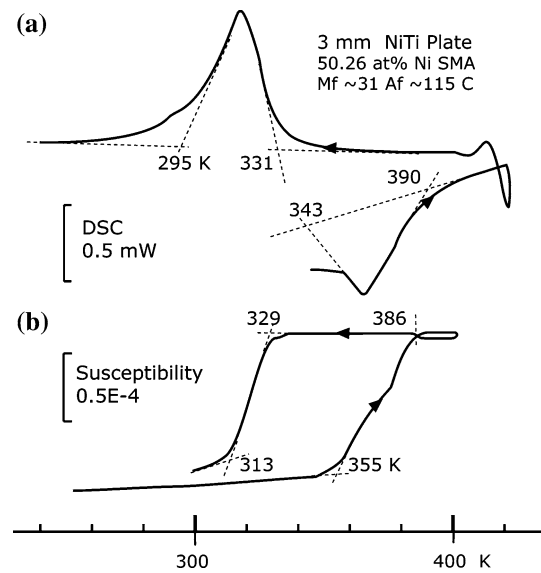 (a)
3 mm NiTi Plate
50.26 at% Ni SMA
Mf ~31 Af ~115 C
295 K
331
390
343
DSC
0.5 mW
(b)
329
386
Susceptibility
0.5E-4
313
355 K
300
400 K